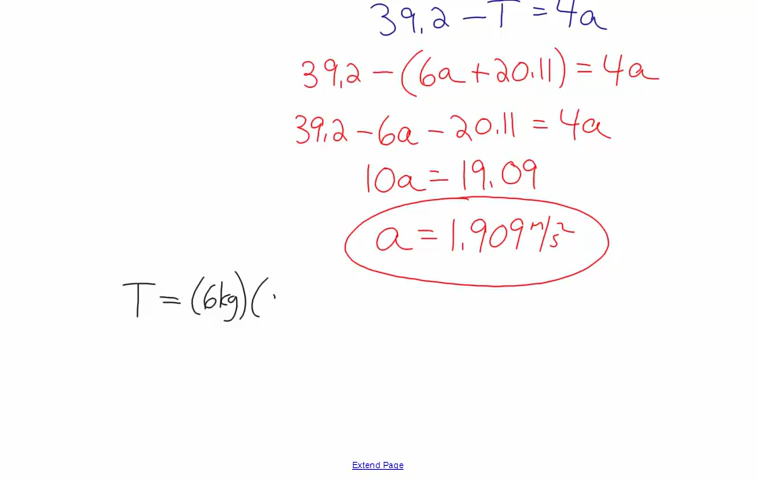 39.2 - T = 4a
39.2 - (6a + 20.11) = 4a
39.2 - 6a - 20.11 = 4a
10a = 19.09
a = 1.909 m/s²
T = (6kg)(
Extend Page